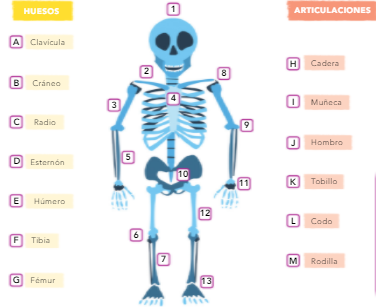 HUESOS
A Clavícula
B Cráneo
C Radio
D Esternón
E Húmero
F Tibia
G Fémur
1
2
8
3
4
9
5
10
11
12
6
7
13
ARTICULACIONES
H Cadera
I Muñeca
J Hombro
K Tobillo
L Codo
M Rodilla